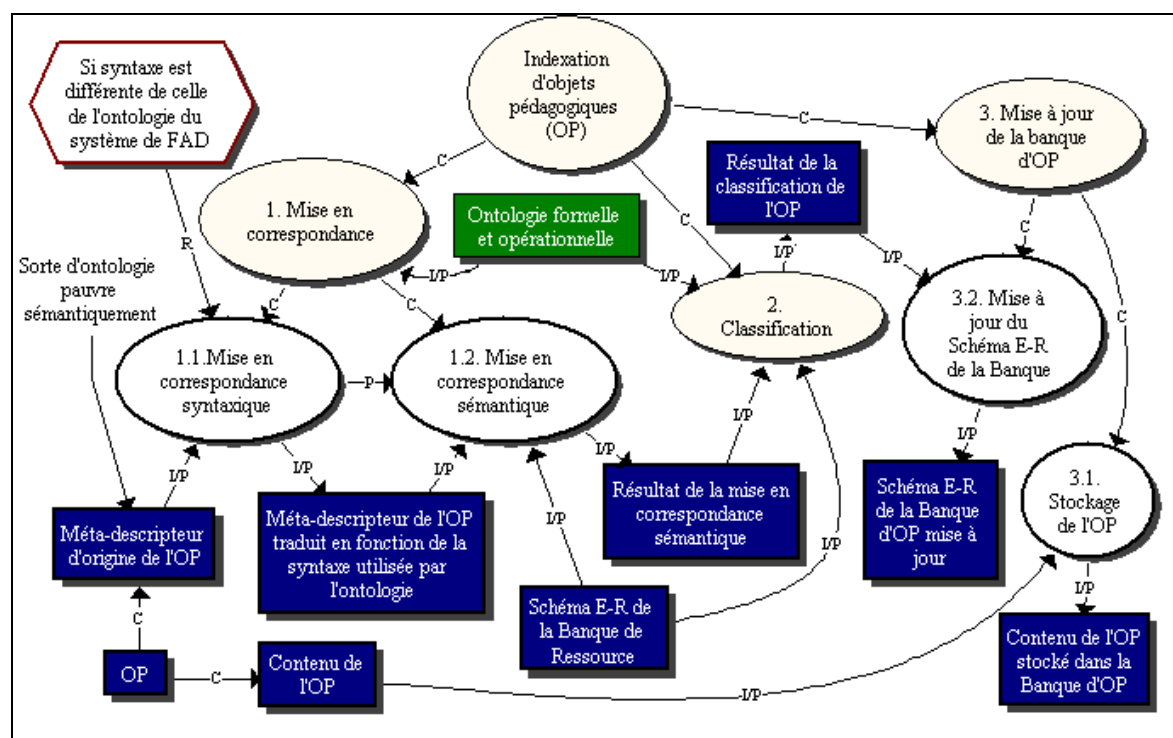 Si syntaxe est
différente de celle
de l'ontologie du
système de FAD
Indexation
d'objets
pédagogiques
(OP)
C
3. Mise à jour
de la banque
d'OP
C
Résultat de la
classification de
l'OP
1. Mise en
correspondance
Ontologie formelle
et opérationnelle
C
C
R
I/P
I/P
I/P
I/P
C
C
C
Sorte d'ontologie
pauvre
sémantiquement
2.
Classification
3.2. Mise à
jour du
Schéma E-R
de la Banque
1.1.Mise en
correspondance
syntaxique
P
1.2. Mise en
correspondance
sémantique
I/P
I/P
I/P
I/P
I/P
I/P
I/P
I/P
Méta-descripteur
d'origine de l'OP
Méta-descripteur de l'OP
traduit en fonction de la
syntaxe utilisée par
l'ontologie
Résultat de la mise en
correspondance
sémantique
Schéma E-R
de la Banque
d'OP mise à
jour
3.1.
Stockage
de l'OP
C
Schéma E-R de
la Banque de
Ressource
I/P
OP
C
Contenu de
l'OP
I/P
Contenu de l'OP
stocké dans la
Banque d'OP